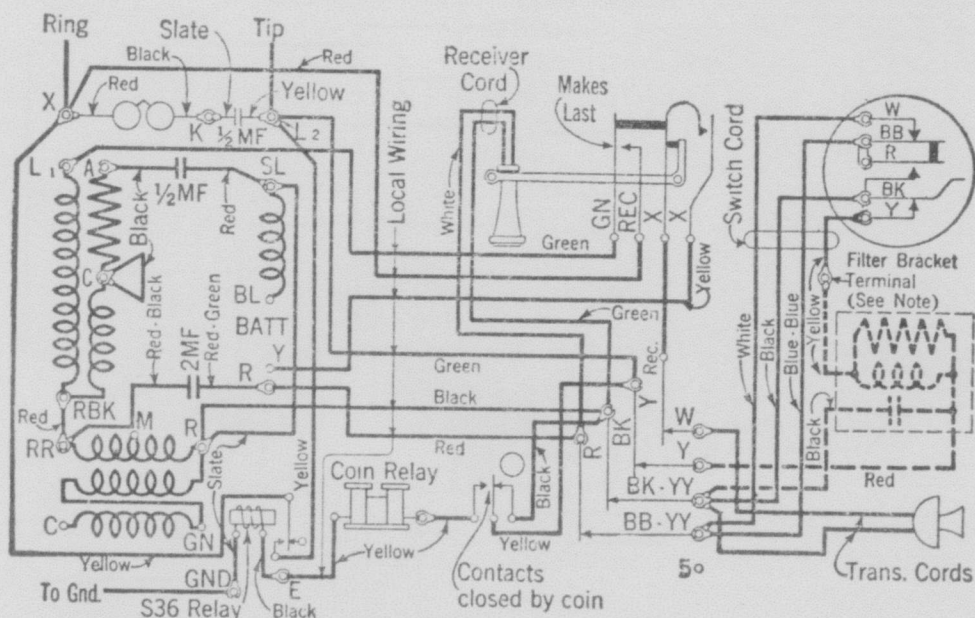 Ring
Slate
Tip
Black
Red
Red
Yellow
X
K
½MF
L2
Receiver
Cord
Makes
Last
W
BB
R
BK
Y
L1
A
½MF
SL
Black
Red
Local Wiring
White
GN
REC
X
X
Switch Cord
Green
Yellow
C
BL
BATT
Red-Black
2MF
Red-Green
Y
R
Green
Filter Bracket
Terminal
(See Note)
Yellow
White
Black
Blue-Blue
Green
Rec.
Y
RBK
Red
M
R
RR
Black
Red
R
BK
W
Y
Black
Red
Slate
Yellow
Coin Relay
Black
BK-YY
BB-YY
C
GN
Yellow
Yellow
Yellow
To Gnd.
GND
S36 Relay
Black
E
Contacts
closed by coin
5º
Trans. Cords